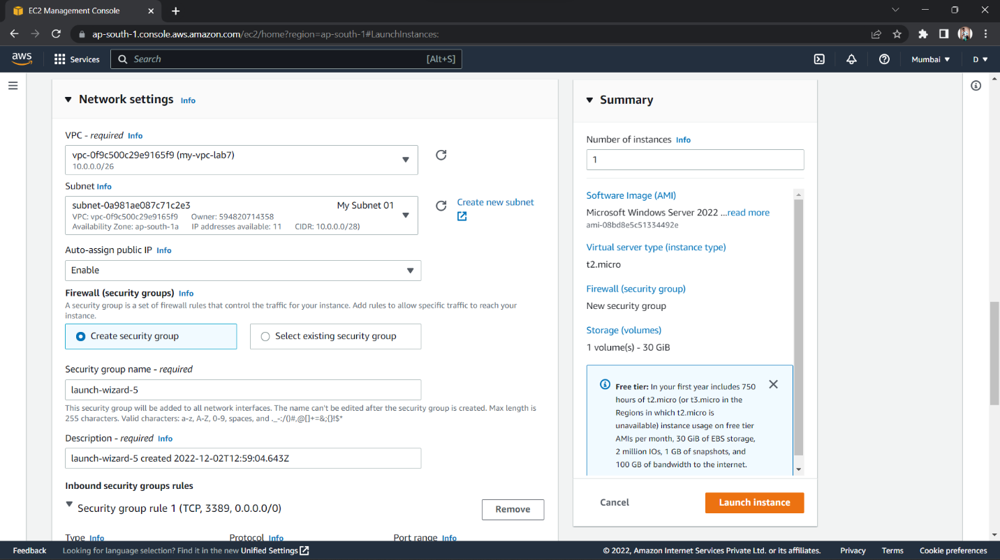 EC2 Management Console
ap-south-1.console.aws.amazon.com/ec2/home?region=ap-south-1#LaunchInstances:
aws
Services
Search
[Alt+S]
Mumbai
D
Network settings Info
VPC - required Info
vpc-0f9c500c29e9165f9 (my-vpc-lab7)
10.0.0.0/26
Subnet Info
subnet-0a981ae087c71c2e3 My Subnet 01
VPC: vpc-0f9c500c29e9165f9 Owner: 594820714358
Availability Zone: ap-south-1a IP addresses available: 11 CIDR: 10.0.0.0/28)
Create new subnet
Auto-assign public IP Info
Enable
Firewall (security groups) Info
A security group is a set of firewall rules that control the traffic for your instance. Add rules to allow specific traffic to reach your
instance.
Create security group
Select existing security group
Security group name - required
launch-wizard-5
This security group will be added to all network interfaces. The name can't be edited after the security group is created. Max length is
255 characters. Valid characters: a-z, A-Z, 0-9, spaces, and ._-:/()#,@[]+=&;{}!$*
Description - required Info
launch-wizard-5 created 2022-12-02T12:59:04.643Z
Inbound security groups rules
Security group rule 1 (TCP, 3389, 0.0.0.0/0)
Remove
Type Info
Protocol Info
Port range Info
Summary
Number of instances Info
1
Software Image (AMI)
Microsoft Windows Server 2022 ...read more
ami-08bd8e5c51334492e
Virtual server type (instance type)
t2.micro
Firewall (security group)
New security group
Storage (volumes)
1 volume(s) - 30 GiB
Free tier: In your first year includes 750
hours of t2.micro (or t3.micro in the
Regions in which t2.micro is
unavailable) instance usage on free tier
AMIs per month, 30 GiB of EBS storage,
2 million IOs, 1 GB of snapshots, and
100 GB of bandwidth to the internet.
Cancel
Launch instance
Feedback
Looking for language selection? Find it in the new Unified Settings
© 2022, Amazon Internet Services Private Ltd. or its affiliates.
Privacy
Terms
Cookie preferences